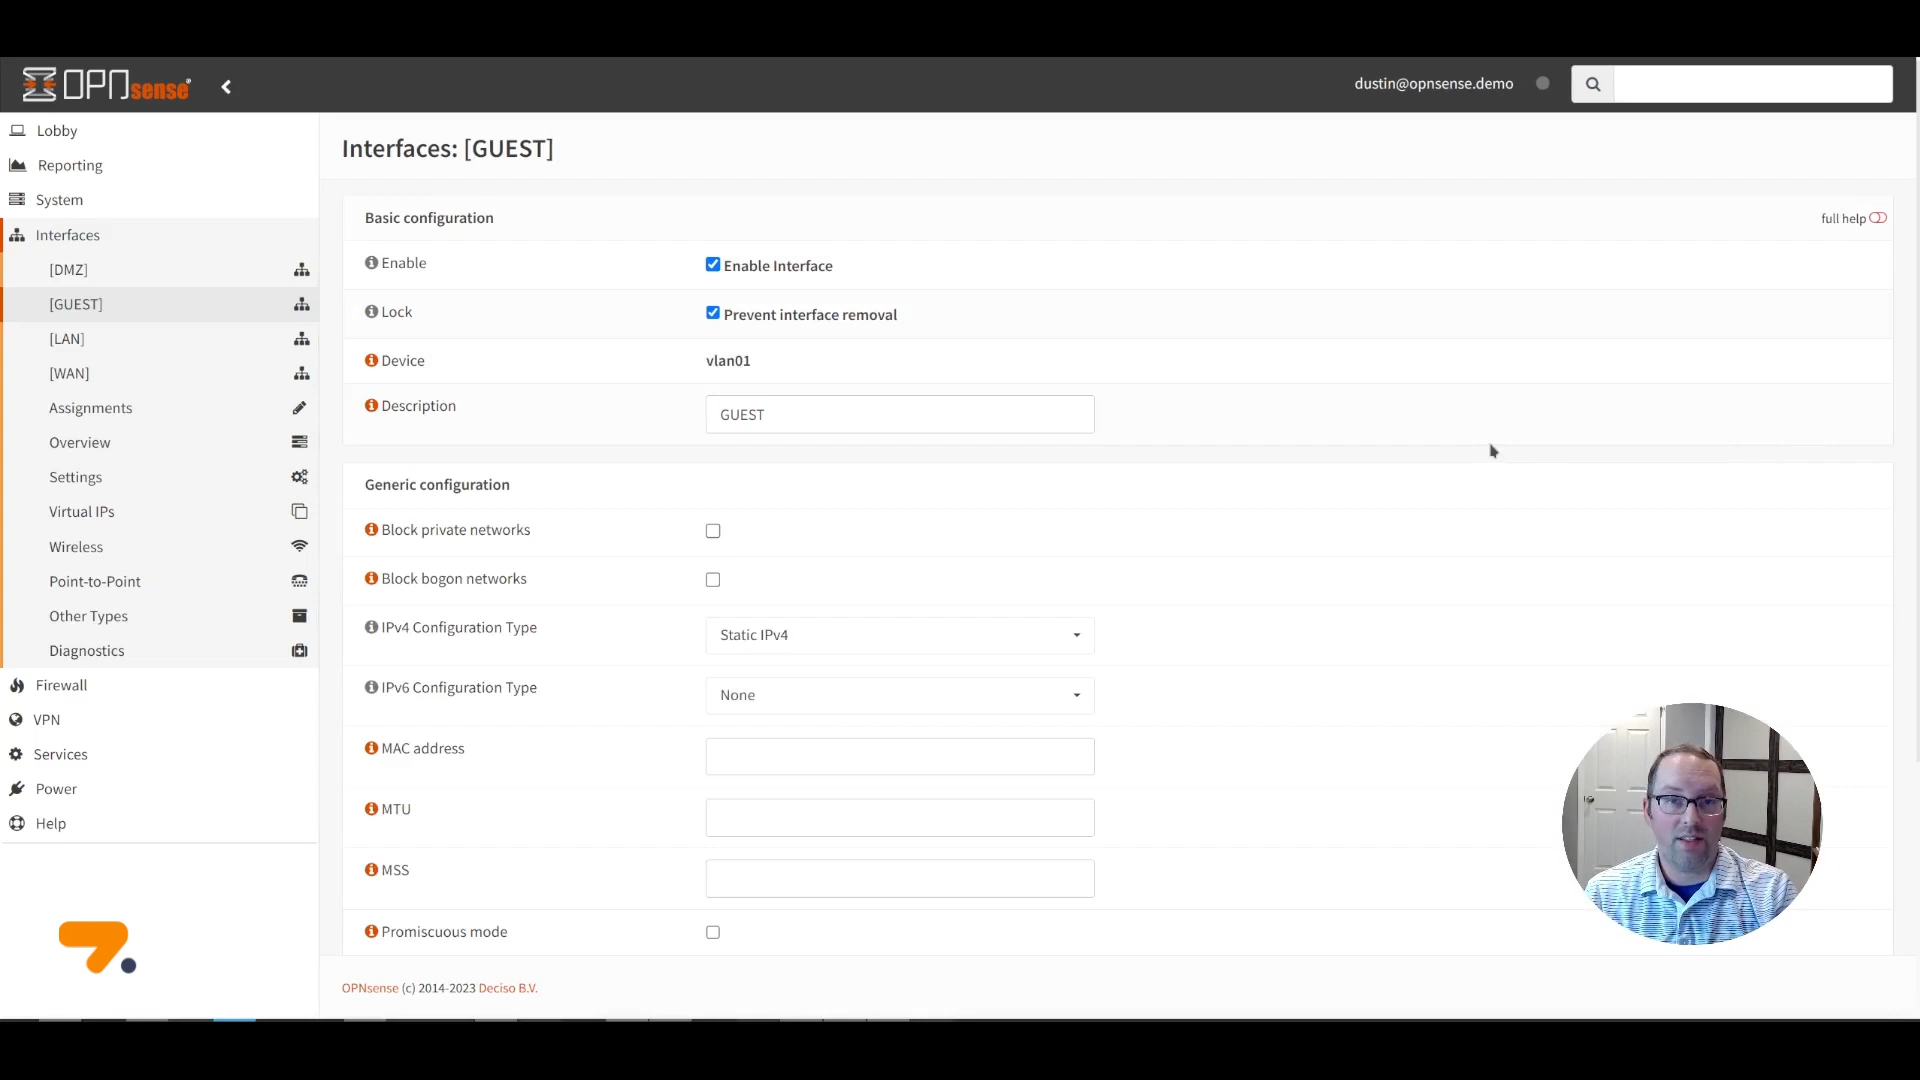 OPNsense
dustin@opnsense.demo
Lobby
Reporting
System
Interfaces
[DMZ]
[GUEST]
[LAN]
[WAN]
Assignments
Overview
Settings
Virtual IPs
Wireless
Point-to-Point
Other Types
Diagnostics
Firewall
VPN
Services
Power
Help
Interfaces: [GUEST]
Basic configuration
full help
Enable
Enable Interface
Lock
Prevent interface removal
Device
vlan01
Description
GUEST
Generic configuration
Block private networks
Block bogon networks
IPv4 Configuration Type
Static IPv4
IPv6 Configuration Type
None
MAC address
MTU
MSS
Promiscuous mode
OPNsense (c) 2014-2023 Deciso B.V.